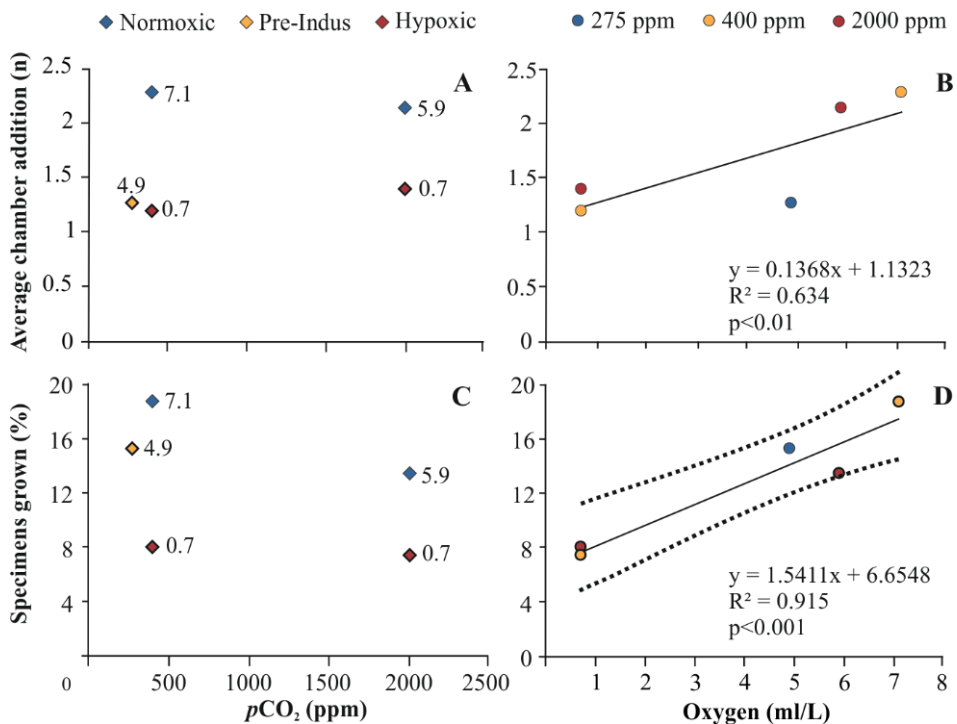 Normoxic Pre-Indus Hypoxic
275 ppm 400 ppm 2000 ppm
Average chamber addition (n)
2.5
2
1.5
1
0.5
0
A
7.1
5.9
4.9
0.7
0.7
2.5
2
1.5
1
0.5
0
B
y = 0.1368x + 1.1323
R² = 0.634
p<0.01
Specimens grown (%)
20
16
12
8
4
0
C
7.1
4.9
5.9
0.7
0.7
500 1000 1500 2000 2500
pCO₂ (ppm)
20
16
12
8
4
0
D
y = 1.5411x + 6.6548
R² = 0.915
p<0.001
1 2 3 4 5 6 7 8
Oxygen (ml/L)